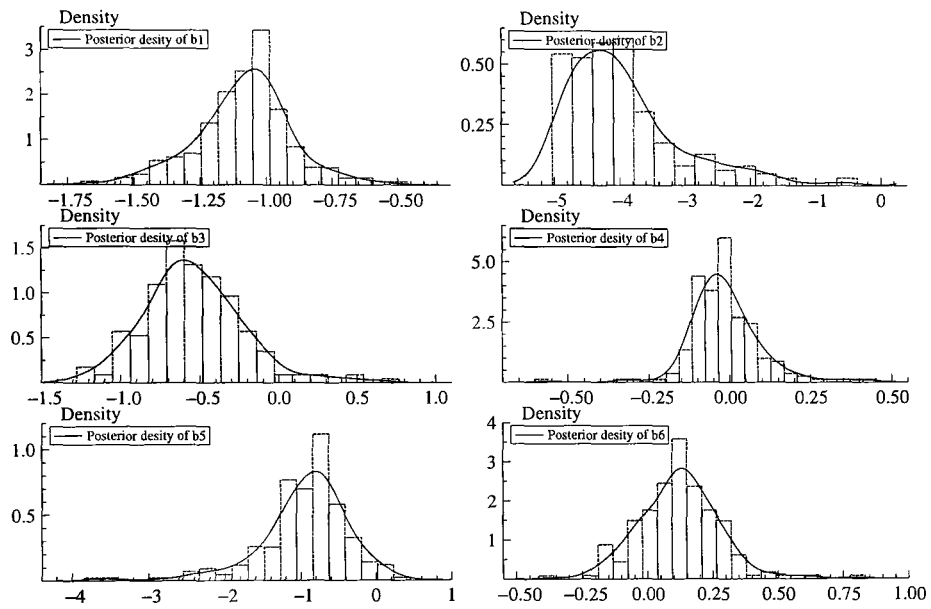 Density
Density
Posterior desity of b1
Posterior desity of b2
3
2
1
0.50
0.25
−1.75 −1.50 −1.25 −1.00 −0.75 −0.50
−5 −4 −3 −2 −1 0
Density
Density
Posterior desity of b3
Posterior desity of b4
1.5
1.0
0.5
5.0
2.5
−1.5 −1.0 −0.5 0.0 0.5 1.0
−0.50 −0.25 0.00 0.25 0.50
Density
Density
Posterior desity of b5
Posterior desity of b6
1.0
0.5
4
3
2
1
−4 −3 −2 −1 0 1
−0.50 −0.25 0.00 0.25 0.50 0.75 1.00